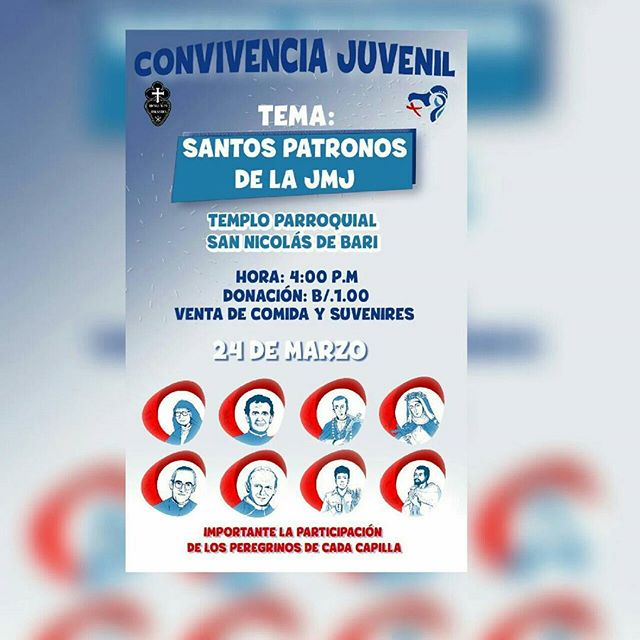 CONVIVENCIA JUVENIL
TEMA:
SANTOS PATRONOS
DE LA JMJ
TEMPLO PARROQUIAL
SAN NICOLÁS DE BARI
HORA: 4:00 P.M
DONACIÓN: B/.1.00
VENTA DE COMIDA Y SUVENIRES
24 DE MARZO
IMPORTANTE LA PARTICIPACIÓN
DE LOS PEREGRINOS DE CADA CAPILLA